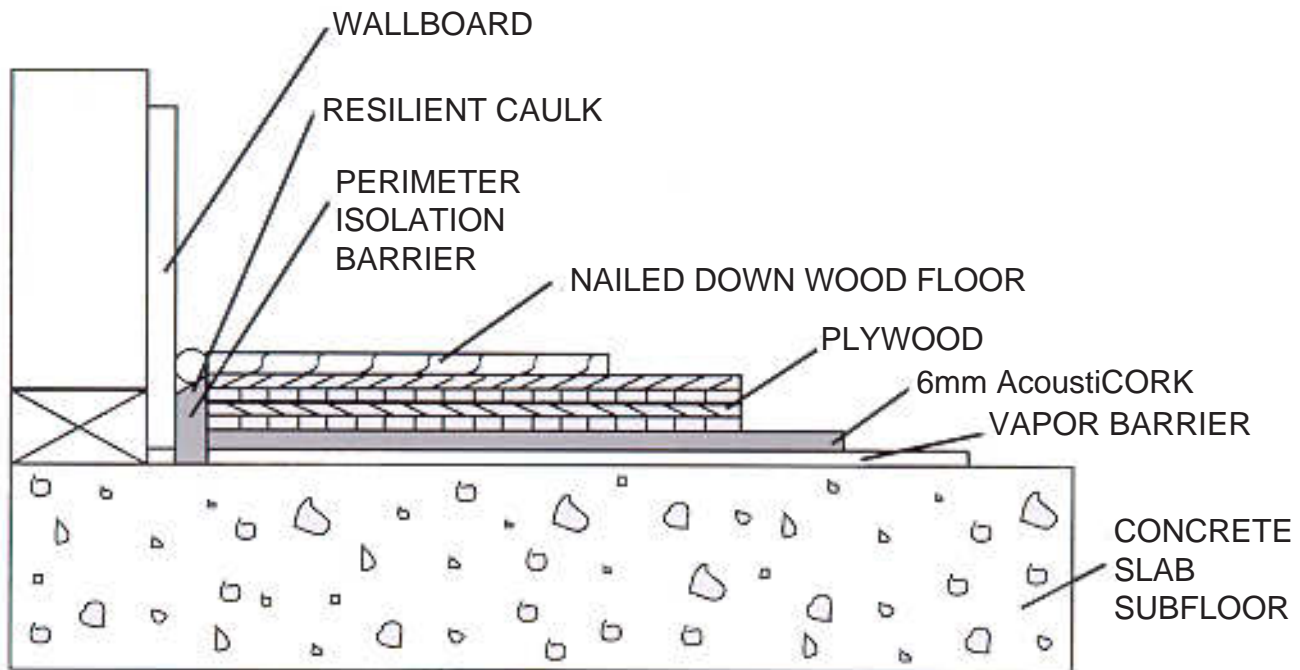 WALLBOARD
RESILIENT CAULK
PERIMETER
ISOLATION
BARRIER
NAILED DOWN WOOD FLOOR
PLYWOOD
6mm AcoustiCORK
VAPOR BARRIER
CONCRETE
SLAB
SUBFLOOR